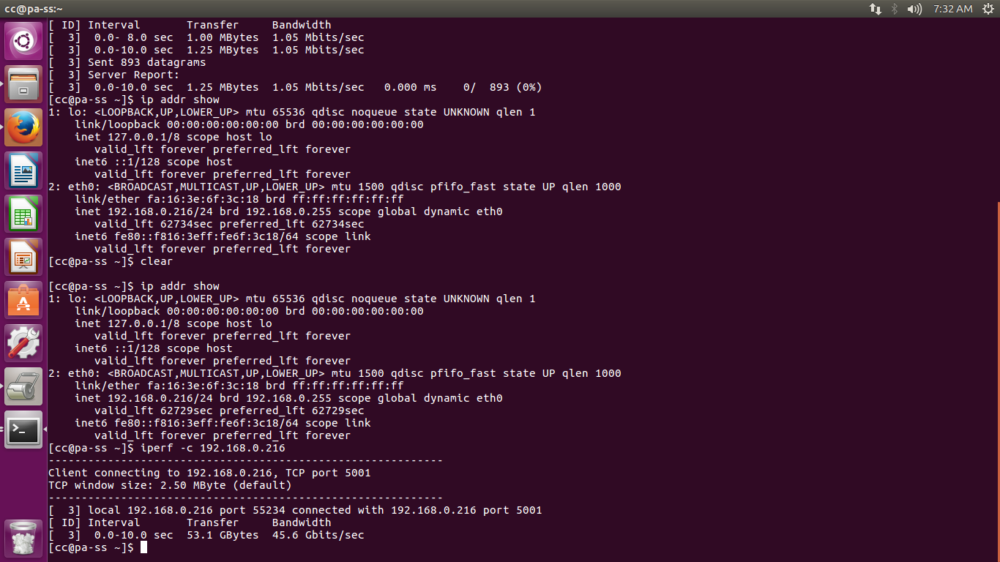 cc@pa-ss:~
7:32 AM
[ ID] Interval       Transfer     Bandwidth
[  3]  0.0- 8.0 sec  1.00 MBytes  1.05 Mbits/sec
[  3]  0.0-10.0 sec  1.25 MBytes  1.05 Mbits/sec
[  3] Sent 893 datagrams
[  3] Server Report:
[  3]  0.0-10.0 sec  1.25 MBytes  1.05 Mbits/sec   0.000 ms    0/  893 (0%)
[cc@pa-ss ~]$ ip addr show
1: lo: <LOOPBACK,UP,LOWER_UP> mtu 65536 qdisc noqueue state UNKNOWN qlen 1
    link/loopback 00:00:00:00:00:00 brd 00:00:00:00:00:00
    inet 127.0.0.1/8 scope host lo
       valid_lft forever preferred_lft forever
    inet6 ::1/128 scope host
       valid_lft forever preferred_lft forever
2: eth0: <BROADCAST,MULTICAST,UP,LOWER_UP> mtu 1500 qdisc pfifo_fast state UP qlen 1000
    link/ether fa:16:3e:6f:3c:18 brd ff:ff:ff:ff:ff:ff
    inet 192.168.0.216/24 brd 192.168.0.255 scope global dynamic eth0
       valid_lft 62734sec preferred_lft 62734sec
    inet6 fe80::f816:3eff:fe6f:3c18/64 scope link
       valid_lft forever preferred_lft forever
[cc@pa-ss ~]$ clear
[cc@pa-ss ~]$ ip addr show
1: lo: <LOOPBACK,UP,LOWER_UP> mtu 65536 qdisc noqueue state UNKNOWN qlen 1
    link/loopback 00:00:00:00:00:00 brd 00:00:00:00:00:00
    inet 127.0.0.1/8 scope host lo
       valid_lft forever preferred_lft forever
    inet6 ::1/128 scope host
       valid_lft forever preferred_lft forever
2: eth0: <BROADCAST,MULTICAST,UP,LOWER_UP> mtu 1500 qdisc pfifo_fast state UP qlen 1000
    link/ether fa:16:3e:6f:3c:18 brd ff:ff:ff:ff:ff:ff
    inet 192.168.0.216/24 brd 192.168.0.255 scope global dynamic eth0
       valid_lft 62729sec preferred_lft 62729sec
    inet6 fe80::f816:3eff:fe6f:3c18/64 scope link
       valid_lft forever preferred_lft forever
[cc@pa-ss ~]$ iperf -c 192.168.0.216
------------------------------------------------------------
Client connecting to 192.168.0.216, TCP port 5001
TCP window size: 2.50 MByte (default)
------------------------------------------------------------
[  3] local 192.168.0.216 port 55234 connected with 192.168.0.216 port 5001
[ ID] Interval       Transfer     Bandwidth
[  3]  0.0-10.0 sec  53.1 GBytes  45.6 Gbits/sec
[cc@pa-ss ~]$